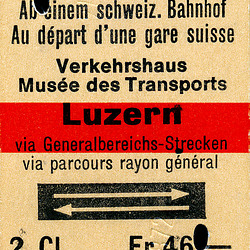 Ab einem schweiz. Bahnhof
Au départ d'une gare suisse
Verkehrshaus
Musée des Transports
Luzern
via Generalbereichs-Strecken
via parcours rayon général
2. Cl. Fr. 46